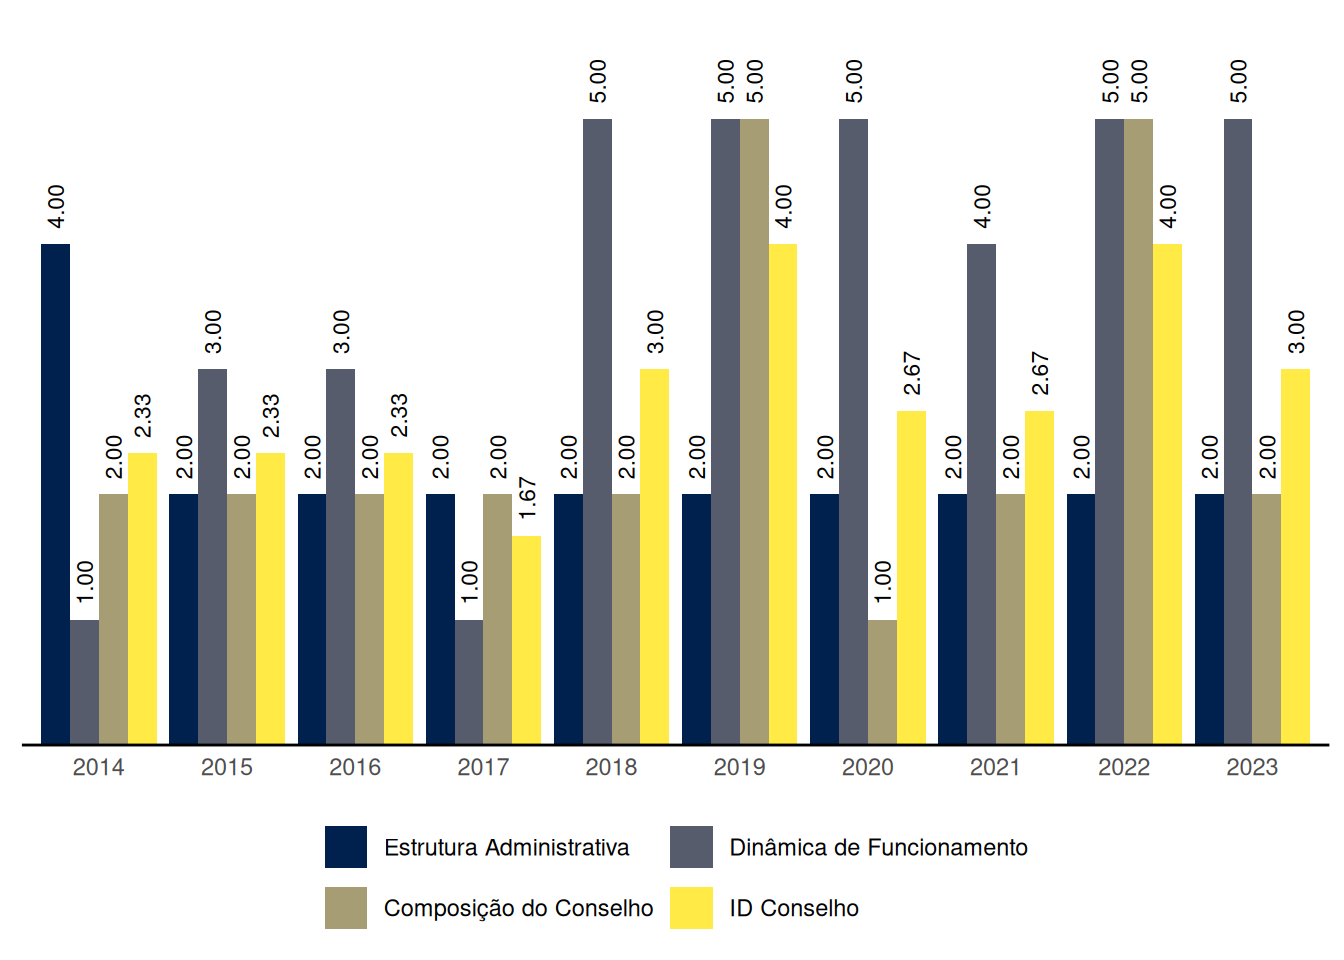 4.00 1.00 2.00 2.33
2.00 3.00 2.00 2.33
2.00 3.00 2.00 2.33
2.00 1.00 2.00 1.67
2.00 5.00 2.00 3.00
2.00 5.00 5.00 4.00
2.00 5.00 1.00 2.67
2.00 4.00 2.00 2.67
2.00 5.00 5.00 4.00
2.00 5.00 2.00 3.00
2014 2015 2016 2017 2018 2019 2020 2021 2022 2023
Estrutura Administrativa Dinâmica de Funcionamento
Composição do Conselho ID Conselho